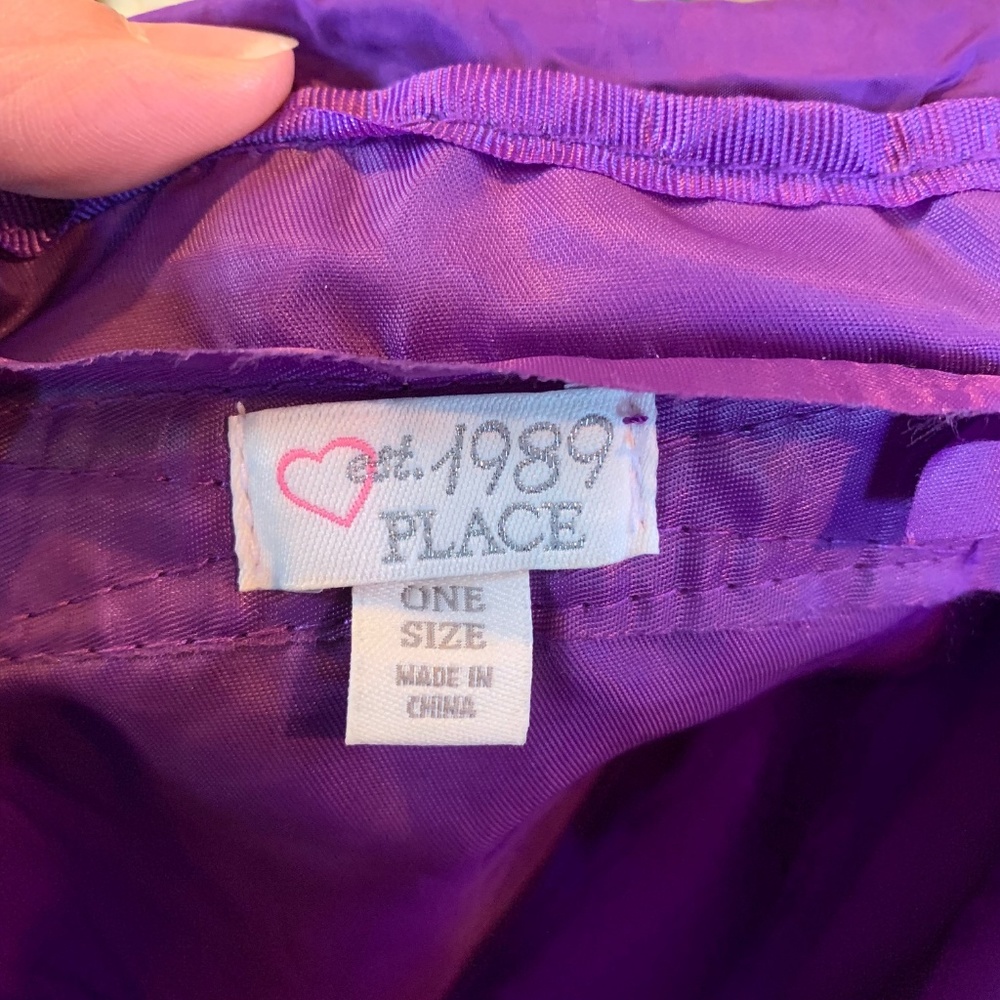 est. 1989
PLACE
ONE
SIZE
MADE IN
CHINA